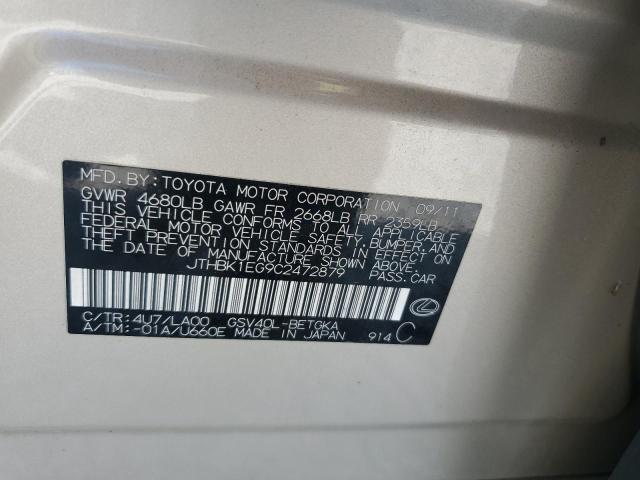 MFD. BY: TOYOTA MOTOR CORPORATION 09/11
GVWR 4680LB GAWR FR 2668LB RR 2359LB
THIS VEHICLE CONFORMS TO ALL APPLICABLE
FEDERAL MOTOR VEHICLE SAFETY, BUMPER, AND
THEFT PREVENTION STANDARDS IN EFFECT ON
THE DATE OF MANUFACTURE SHOWN ABOVE.
JTHBK1EG9C2472879 PASS. CAR
C/TR: 4U7/LA00 GSV40L-BETGKA
A/TM: -01A/U660E MADE IN JAPAN 914 C